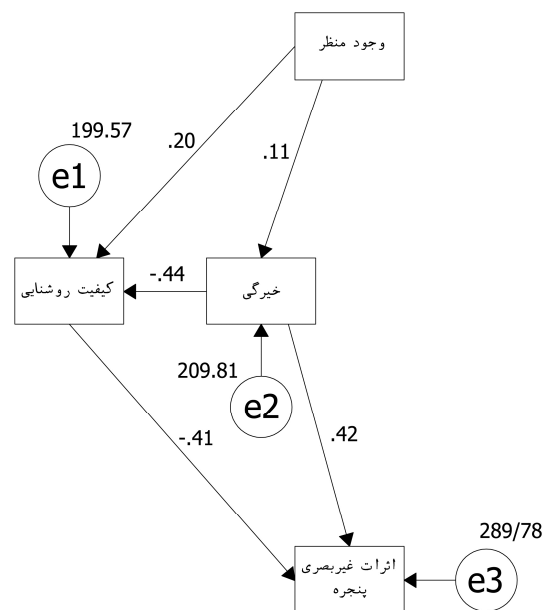 وجود منظر
199.57
.20
.11
e1
-.44
کیفیت روشنایی
خیرگی
209.81
e2
-.41
.42
289/78
اثرات غیربصری
پنجره
e3